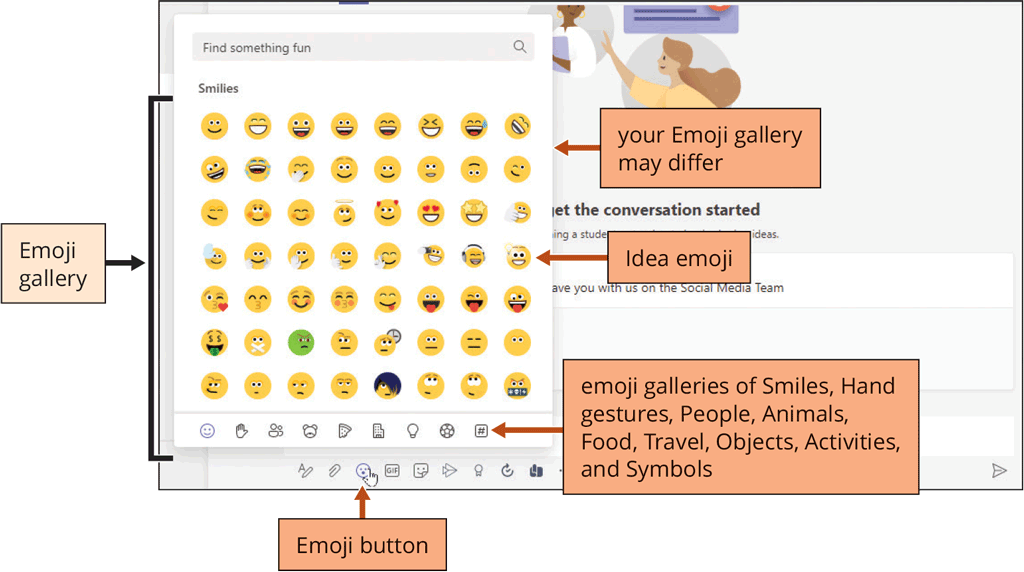 Find something fun
Smilies
your Emoji gallery
may differ
get the conversation started
a
ideas.
Emoji
gallery
Idea emoji
ave you with us on the Social Media Team
emoji galleries of Smiles, Hand
gestures, People, Animals,
Food, Travel, Objects, Activities,
and Symbols
GIF
Emoji button